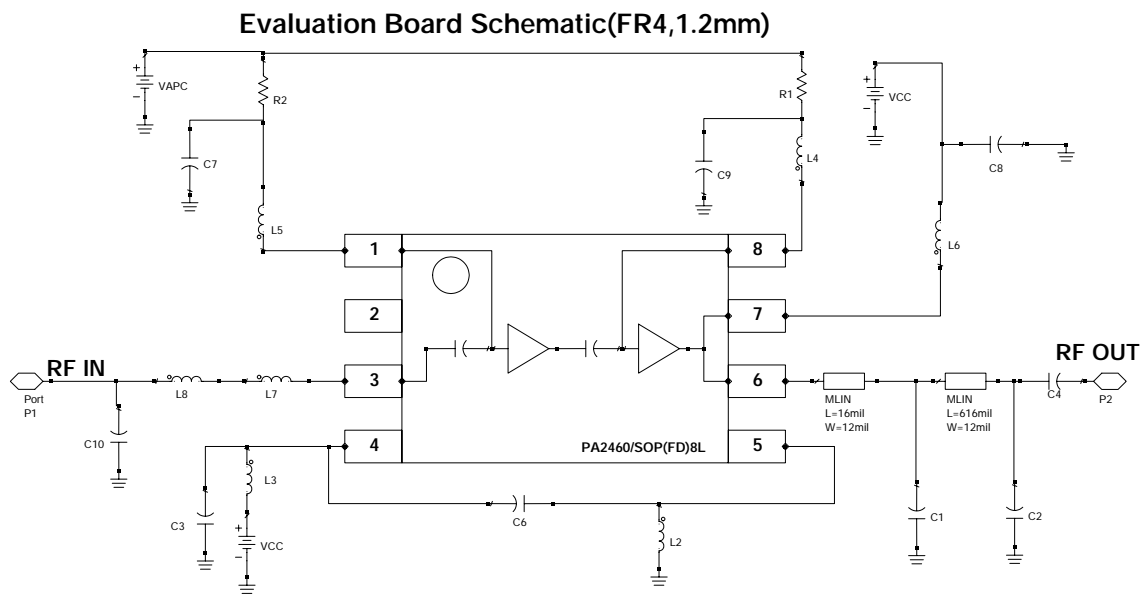 Evaluation Board Schematic(FR4,1.2mm)
+
VAPC
-
R2
R1
+
VCC
-
C7
C9
L4
C8
L5
L6
1
8
2
7
RF IN
3
6
RF OUT
Port
P1
L8
L7
MLIN
L=16mil
W=12mil
MLIN
L=616mil
W=12mil
C4
P2
C10
4
PA2460/SOP(FD)8L
5
L3
C3
+
VCC
-
C6
L2
C1
C2